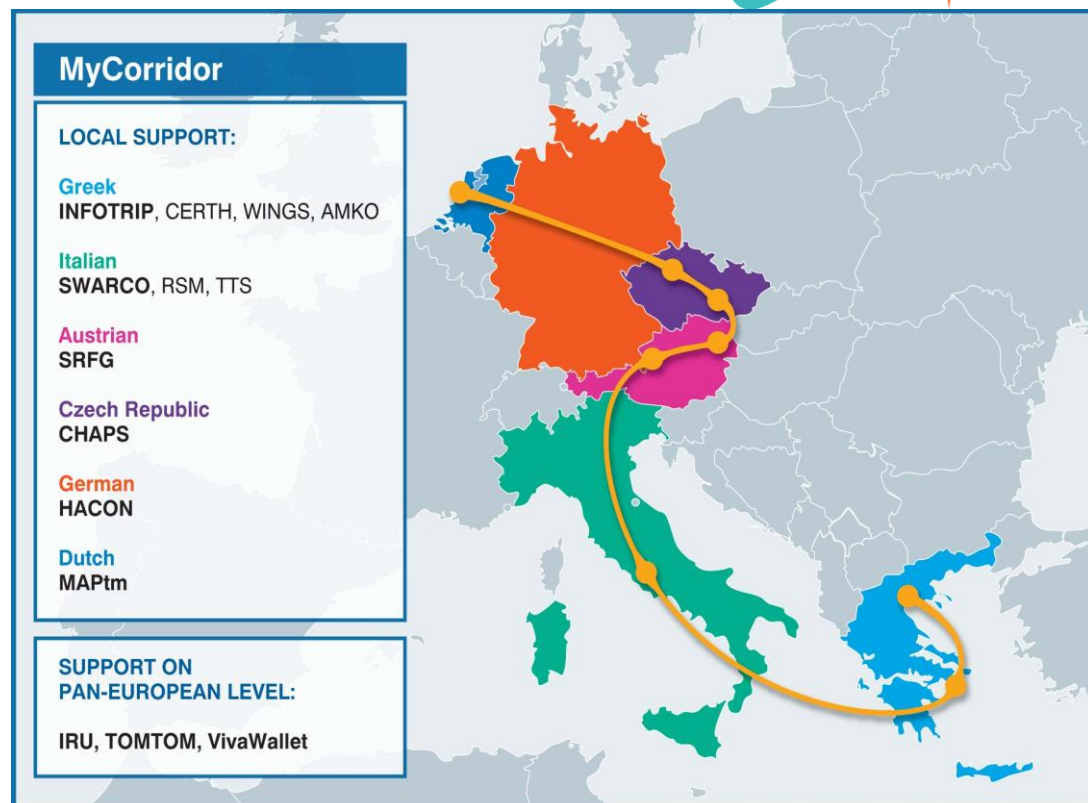 MyCorridor
LOCAL SUPPORT:
Greek
INFOTRIP, CERTH, WINGS, AMKO
Italian
SWARCO, RSM, TTS
Austrian
SRFG
Czech Republic
CHAPS
German
HACON
Dutch
MAPtm
SUPPORT ON
PAN-EUROPEAN LEVEL:
IRU, TOMTOM, VivaWallet